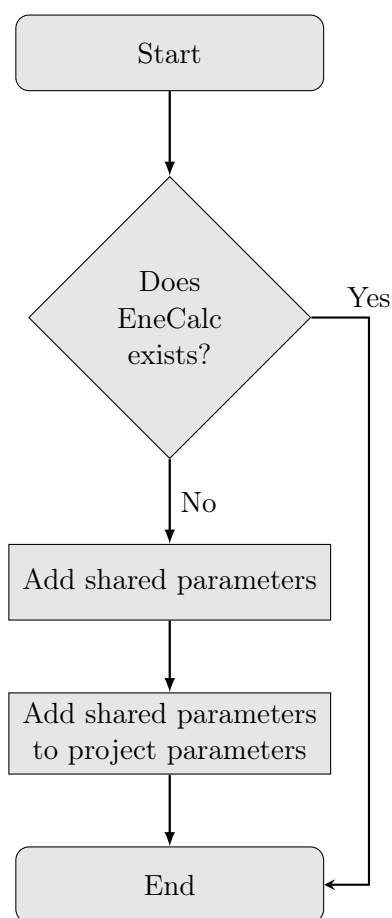 Start
Does
EneCalc
exists?
Yes
No
Add shared parameters
Add shared parameters
to project parameters
End